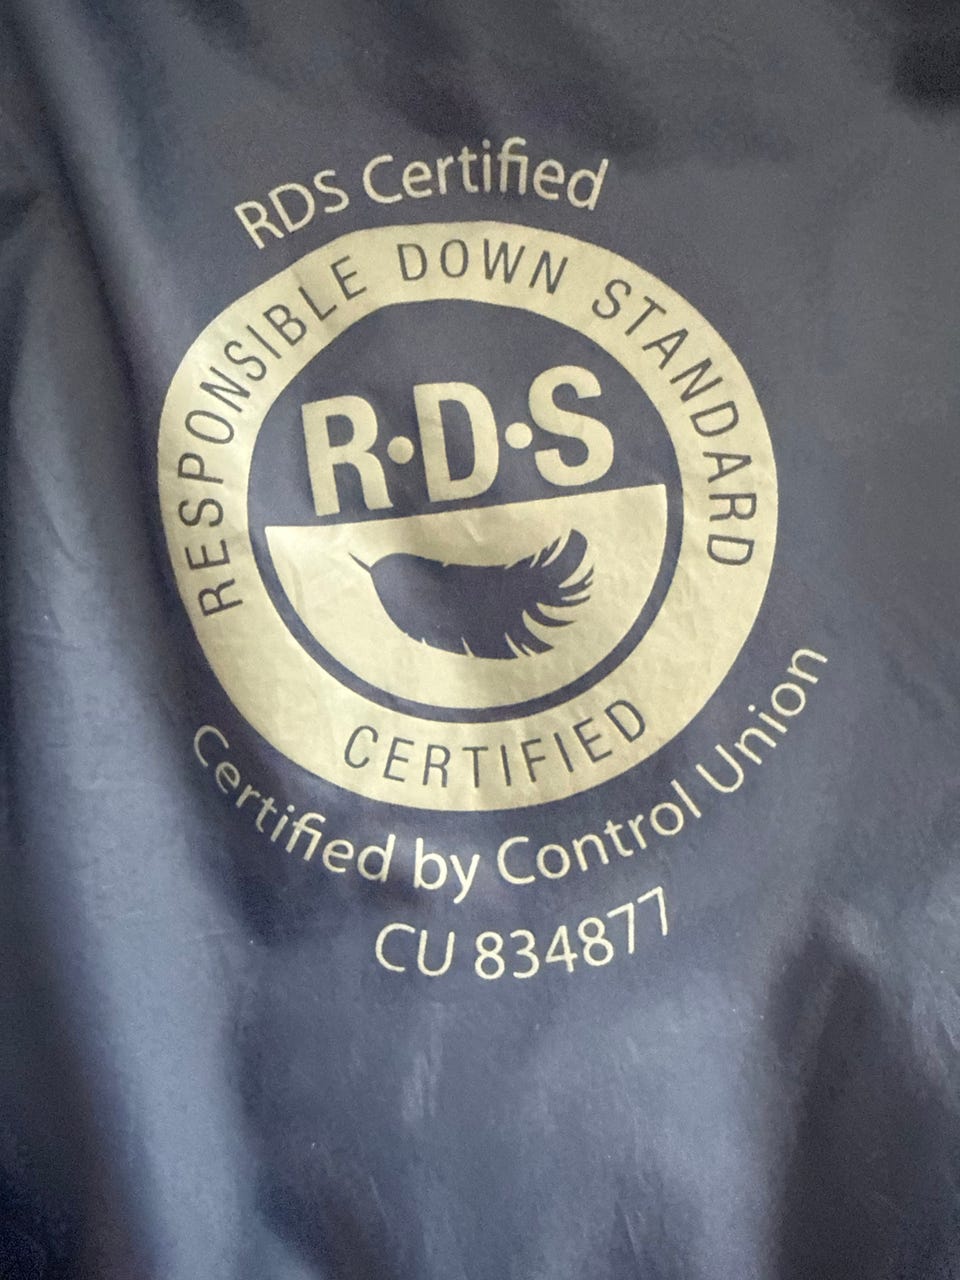 RDS Certified
RESPONSIBLE DOWN STANDARD
R·D·S
CERTIFIED
Certified by Control Union
CU 834877